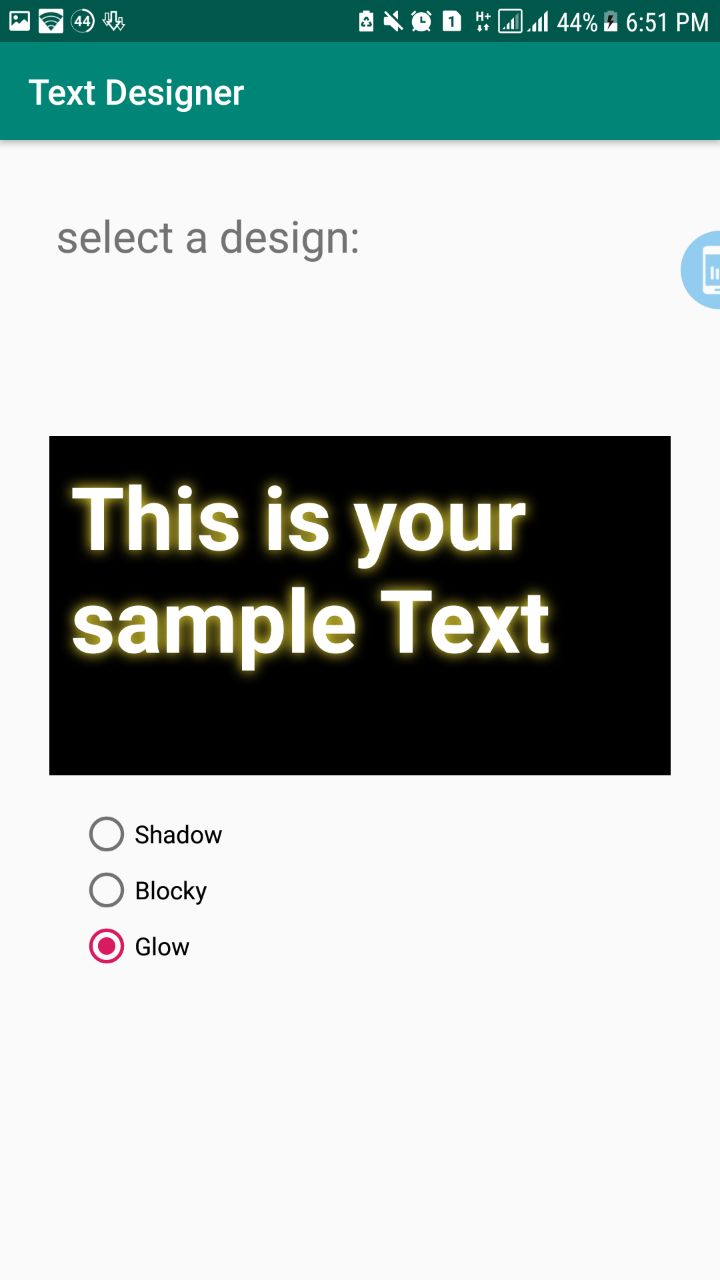 44 1 H+ 44% 6:51 PM
Text Designer
select a design:
This is your
sample Text
Shadow
Blocky
Glow